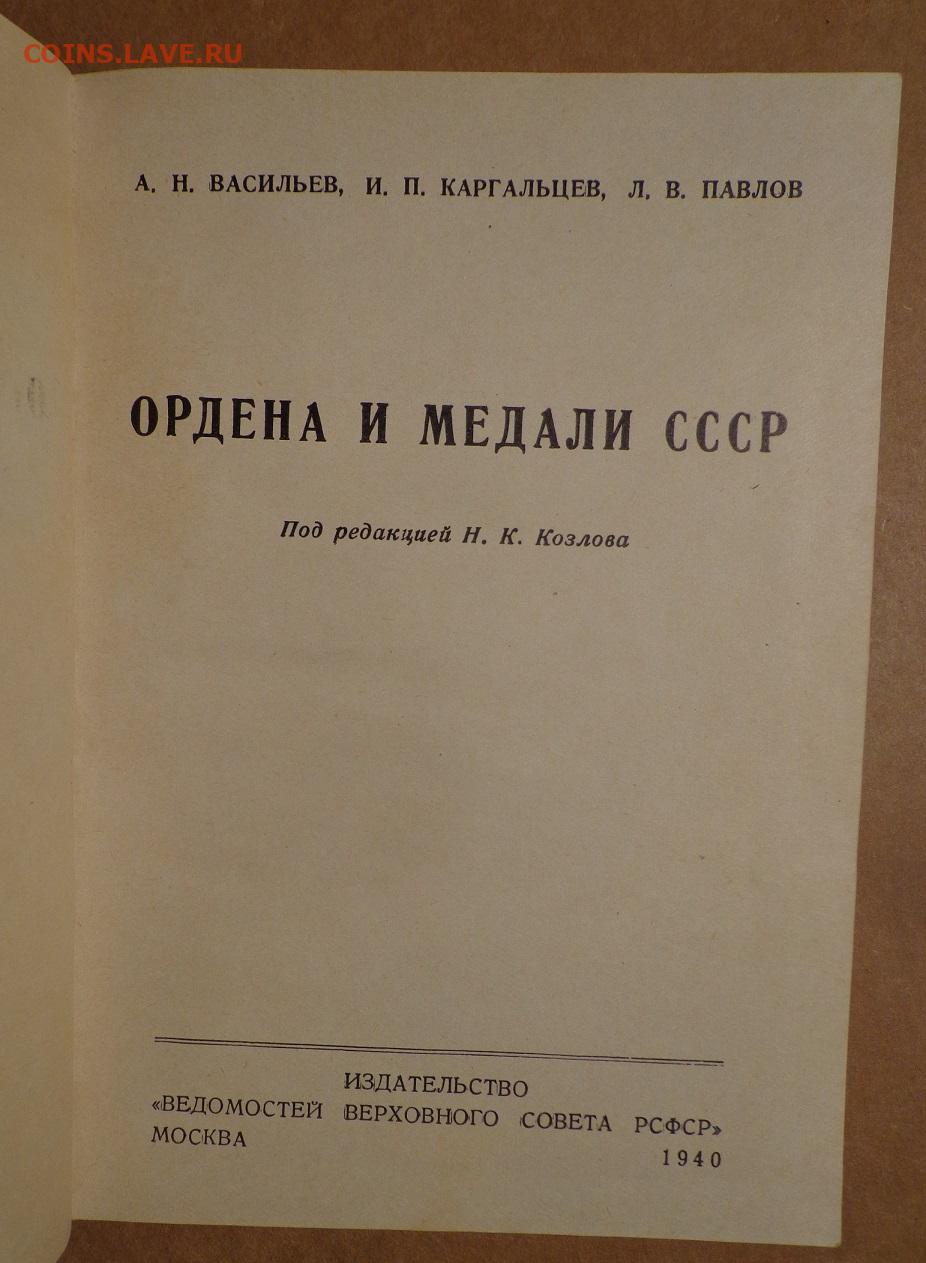 COINS.LAVE.RU
А. Н. ВАСИЛЬЕВ, И. П. КАРГАЛЬЦЕВ, Л. В. ПАВЛОВ
ОРДЕНА И МЕДАЛИ СССР
Под редакцией Н. К. Козлова
ИЗДАТЕЛЬСТВО
«ВЕДОМОСТЕЙ ВЕРХОВНОГО СОВЕТА РСФСР»
МОСКВА 1940